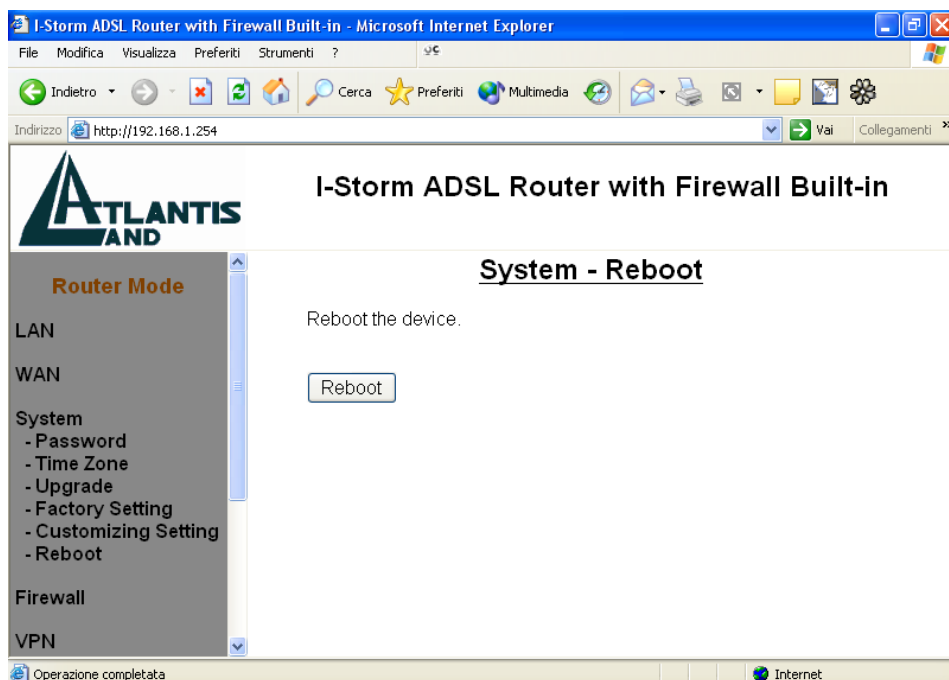 I-Storm ADSL Router with Firewall Built-in - Microsoft Internet Explorer
File Modifica Visualizza Preferiti Strumenti ?
Indietro Cerca Preferiti Multimedia
Indirizzo http://192.168.1.254 Vai Collegamenti »
ATLANTIS
LAND
I-Storm ADSL Router with Firewall Built-in
Router Mode
LAN
WAN
System
- Password
- Time Zone
- Upgrade
- Factory Setting
- Customizing Setting
- Reboot
Firewall
VPN
System - Reboot
Reboot the device.
Reboot
Operazione completata Internet